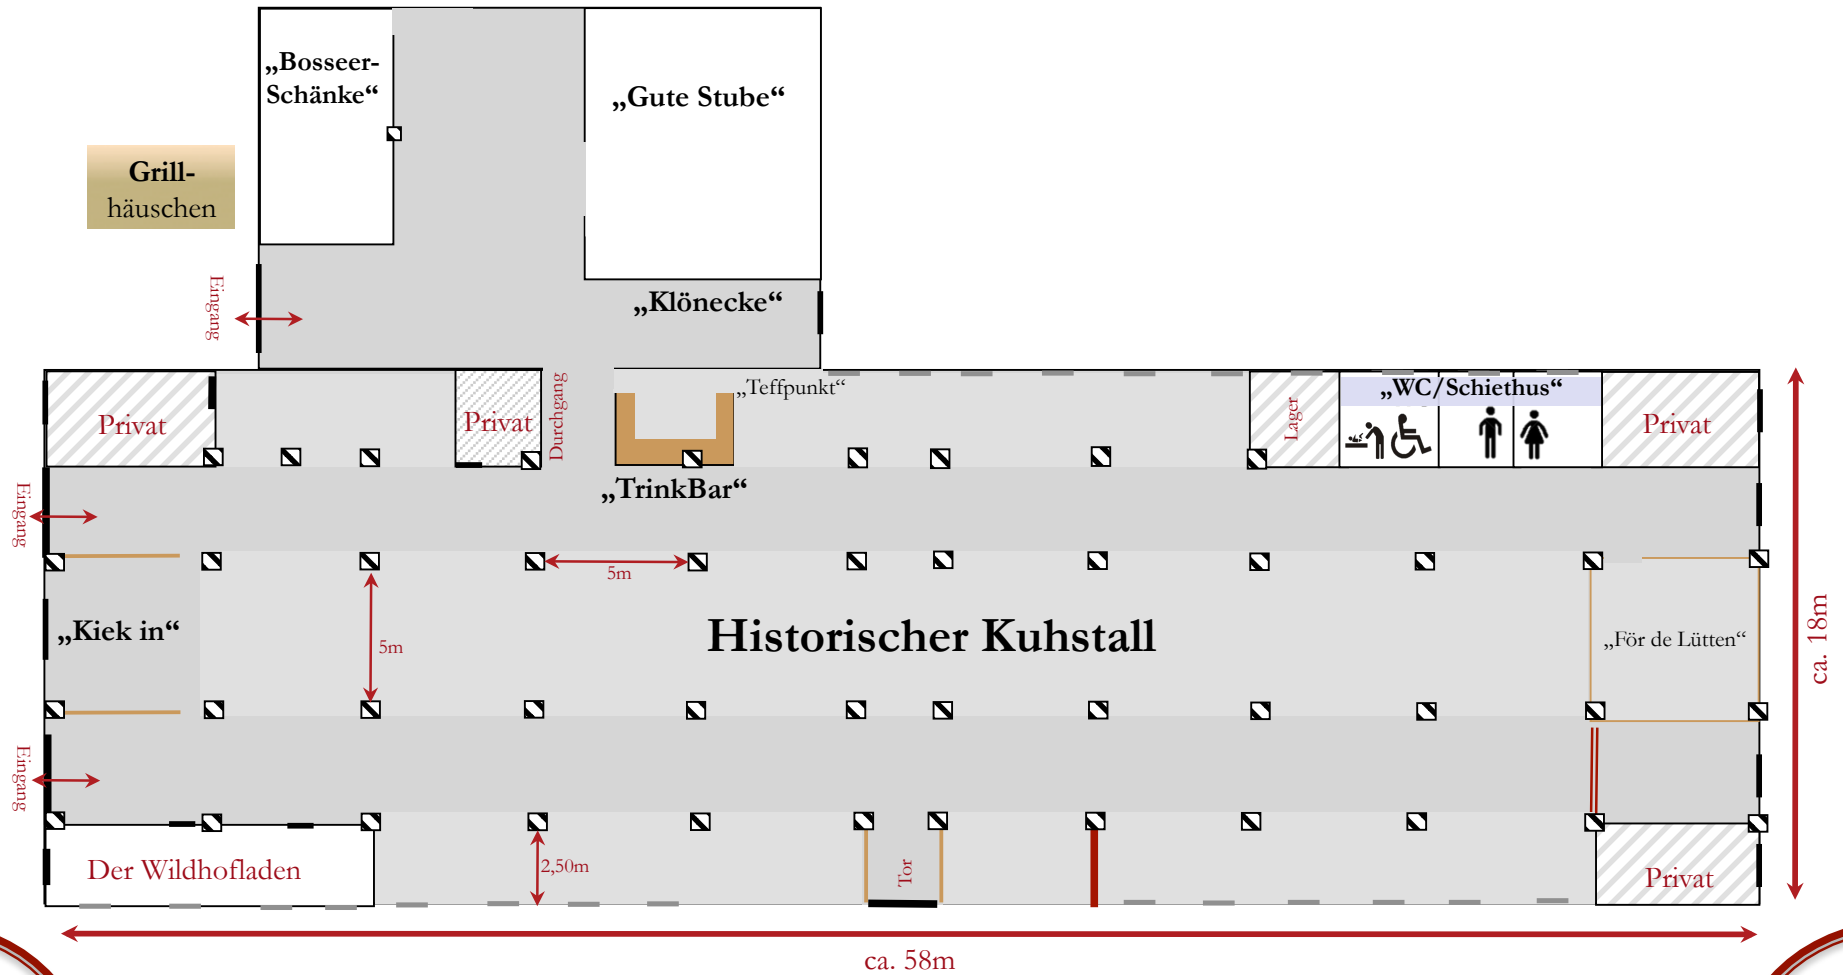 „Bosseer-
Schänke“
„Gute Stube“
Grill-
häuschen
Eingang
„Klönecke“
Privat
Privat
Durchgang
„Teffpunkt“
Lager
„WC/Schiethus“
Privat
„TrinkBar“
Eingang
5m
„Kiek in“
5m
Historischer Kuhstall
„För de Lütten“
ca. 18m
Eingang
Der Wildhofladen
2,50m
Tor
Privat
ca. 58m